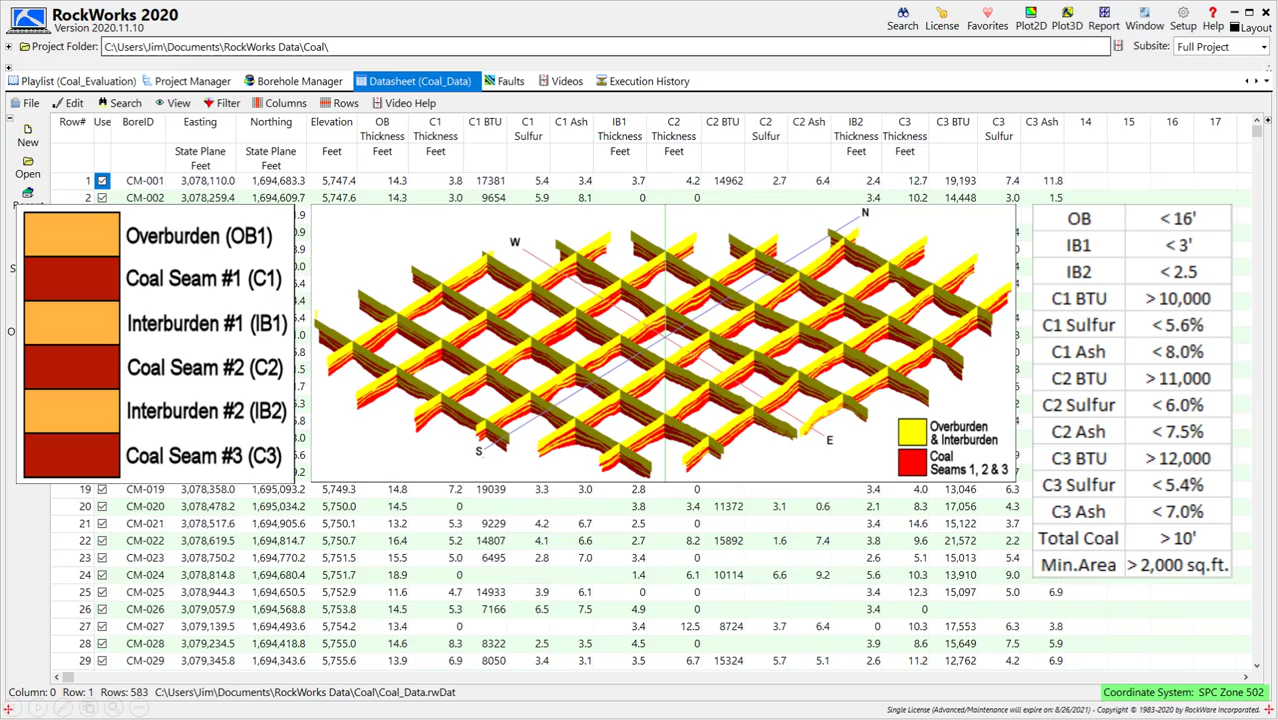 RockWorks 2020
Version 2020.11.10
Search License Favorites Plot2D Plot3D Report Window Setup Help Layout
Project Folder: C:\Users\Jim\Documents\RockWorks Data\Coal\ Subsite: Full Project
Playlist (Coal_Evaluation) Project Manager Borehole Manager Datasheet (Coal_Data) Faults Videos Execution History
File Edit Search View Filter Columns Rows Video Help
New
Open
Row# Use BoreID Easting Northing Elevation OB Thickness C1 Thickness C1 BTU C1 Sulfur C1 Ash IB1 Thickness C2 Thickness C2 BTU C2 Sulfur C2 Ash IB2 Thickness C3 Thickness C3 BTU C3 Sulfur C3 Ash 14 15 16 17
State Plane Feet State Plane Feet Feet Feet Feet Feet Feet Feet Feet
1 CM-001 3,078,110.0 1,694,683.3 5,747.4 14.3 3.8 17381 5.4 3.4 3.7 4.2 14962 2.7 6.4 2.4 12.7 19,193 7.4 11.8
2 CM-002 3,078,259.4 1,694,609.7 5,747.6 14.3 3.0 9654 5.9 8.1 0 0 3.4 10.2 14,448 3.0 1.5
Overburden (OB1)
Coal Seam #1 (C1)
Interburden #1 (IB1)
Coal Seam #2 (C2)
Interburden #2 (IB2)
Coal Seam #3 (C3)
N
W
E
S
Overburden
& Interburden
Coal
Seams 1, 2 & 3
OB < 16'
IB1 < 3'
IB2 < 2.5
C1 BTU > 10,000
C1 Sulfur < 5.6%
C1 Ash < 8.0%
C2 BTU > 11,000
C2 Sulfur < 6.0%
C2 Ash < 7.5%
C3 BTU > 12,000
C3 Sulfur < 5.4%
C3 Ash < 7.0%
Total Coal > 10'
Min.Area > 2,000 sq.ft.
19 CM-019 3,078,358.0 1,695,093.2 5,749.3 14.8 7.2 19039 3.3 3.0 2.8 0 3.4 4.0 13,046 6.3
20 CM-020 3,078,478.2 1,695,034.2 5,750.1 14.5 0 3.8 3.4 11372 3.1 0.6 2.1 8.3 17,056 4.3
21 CM-021 3,078,517.6 1,694,905.6 5,750.1 13.2 5.3 9229 4.2 6.7 2.5 0 3.4 14.6 15,122 3.7
22 CM-022 3,078,619.5 1,694,814.7 5,750.7 16.4 5.3 14807 4.1 6.6 2.7 8.2 15892 1.6 7.4 3.8 9.6 21,572 2.2
23 CM-023 3,078,750.2 1,694,770.2 5,751.7 15.5 5.0 6495 2.8 7.0 3.4 0 2.6 5.1 15,013 5.4
24 CM-024 3,078,814.8 1,694,680.4 5,752.4 18.9 0 1.4 6.1 10114 6.6 9.2 5.6 10.3 13,910 9.0
25 CM-025 3,078,944.3 1,694,650.5 5,752.9 11.6 4.7 14933 3.9 6.1 0 0 3.4 12.3 15,097 5.0 6.9
26 CM-026 3,079,057.9 1,694,568.8 5,753.8 14.5 5.3 7166 6.5 7.5 4.9 0 3.4 0
27 CM-027 3,079,139.5 1,694,493.6 5,754.2 13.4 0 3.4 12.5 8724 3.7 6.4 0 10.3 17,553 6.3 3.8
28 CM-028 3,079,234.5 1,694,418.8 5,755.0 14.6 8.3 8322 2.5 3.5 4.5 0 3.9 8.6 15,649 7.5 5.9
29 CM-029 3,079,345.8 1,694,343.6 5,755.6 13.9 6.9 8050 3.4 3.1 3.5 6.7 15324 5.7 5.1 2.6 11.2 12,762 4.2 6.9
Column: 0 Row: 1 Rows: 583 C:\Users\Jim\Documents\RockWorks Data\Coal\Coal_Data.rwDat Coordinate System: SPC Zone 502
Single License (Advanced/Maintenance will expire on: 8/26/2021) - Copyright © 1983-2020 by RockWare Incorporated.